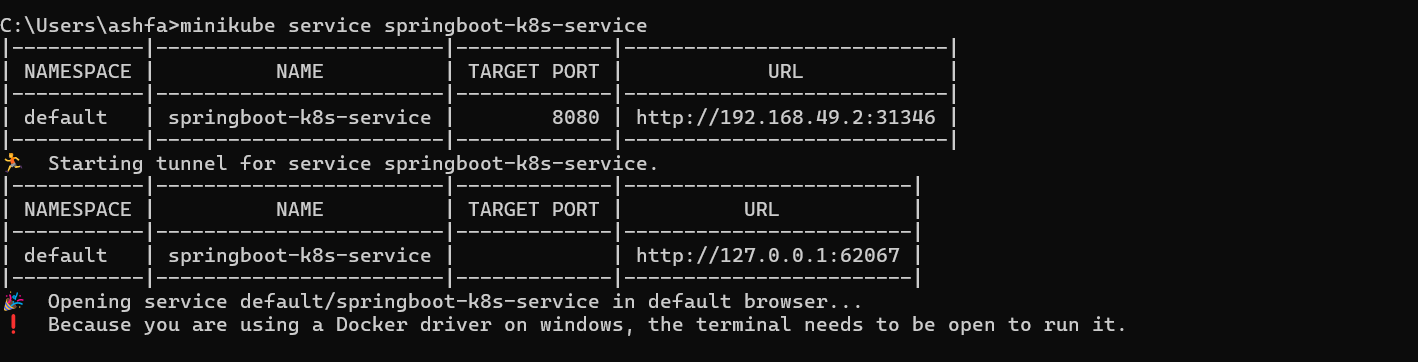 C:\Users\ashfa>minikube service springboot-k8s-service
|-----------|------------------------|-------------|---------------------------|
| NAMESPACE |          NAME          | TARGET PORT |            URL            |
|-----------|------------------------|-------------|---------------------------|
| default   | springboot-k8s-service |        8080 | http://192.168.49.2:31346 |
|-----------|------------------------|-------------|---------------------------|
🏃  Starting tunnel for service springboot-k8s-service.
|-----------|------------------------|-------------|------------------------|
| NAMESPACE |          NAME          | TARGET PORT |          URL           |
|-----------|------------------------|-------------|------------------------|
| default   | springboot-k8s-service |             | http://127.0.0.1:62067 |
|-----------|------------------------|-------------|------------------------|
🎉  Opening service default/springboot-k8s-service in default browser...
❗  Because you are using a Docker driver on windows, the terminal needs to be open to run it.